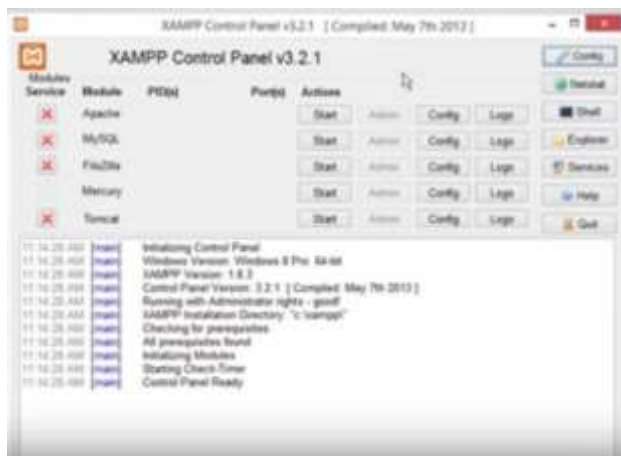 XAMPP Control Panel v3.2.1 [ Compiled: May 7th 2013 ]
XAMPP Control Panel v3.2.1
Config
Modules
Service Module PID(s) Port(s) Actions
Netstat
Apache Start Admin Config Logs
Shell
MySQL Start Admin Config Logs
Explorer
FileZilla Start Admin Config Logs
Services
Mercury Start Admin Config Logs
Help
Tomcat Start Admin Config Logs
Quit
[main] Initializing Control Panel
[main] Windows Version: Windows 8 Pro 64-bit
[main] XAMPP Version: 1.8.3
[main] Control Panel Version: 3.2.1 [ Compiled: May 7th 2013 ]
[main] Running with Administrator rights - good!
[main] XAMPP Installation Directory: "c:\xampp\"
[main] Checking for prerequisites
[main] All prerequisites found
[main] Initializing Modules
[main] Starting Check-Timer
[main] Control Panel Ready